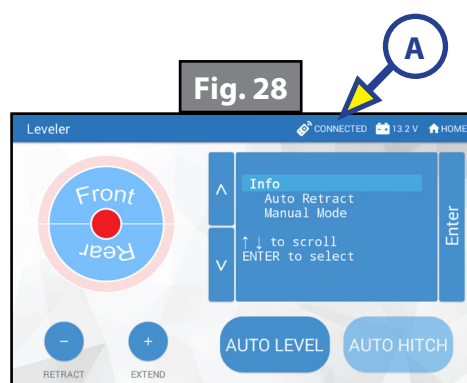 A
Fig. 28
Leveler
CONNECTED 13.2 V HOME
Front
Rear
Info
Auto Retract
Manual Mode
↑ ↓ to scroll
ENTER to select
Enter
RETRACT
EXTEND
AUTO LEVEL
AUTO HITCH